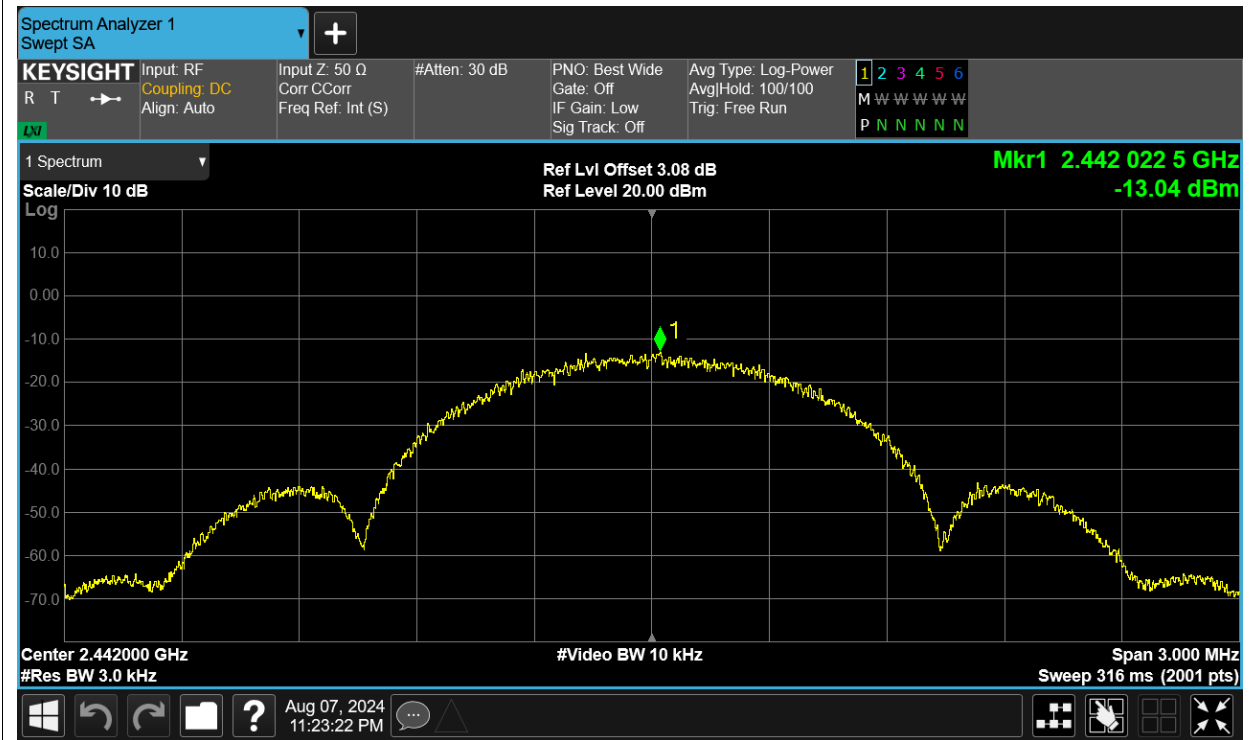 Spectrum Analyzer 1
Swept SA
+
KEYSIGHT
R T
LXI
Input: RF
Coupling: DC
Align: Auto
Input Z: 50 Ω
Corr CCorr
Freq Ref: Int (S)
#Atten: 30 dB
PNO: Best Wide
Gate: Off
IF Gain: Low
Sig Track: Off
Avg Type: Log-Power
Avg|Hold: 100/100
Trig: Free Run
1 2 3 4 5 6
M W W W W W
P N N N N N
1 Spectrum
Scale/Div 10 dB
Ref Lvl Offset 3.08 dB
Ref Level 20.00 dBm
Mkr1 2.442 022 5 GHz
-13.04 dBm
Log
10.0
0.00
-10.0
-20.0
-30.0
-40.0
-50.0
-60.0
-70.0
1
Center 2.442000 GHz
#Res BW 3.0 kHz
#Video BW 10 kHz
Span 3.000 MHz
Sweep 316 ms (2001 pts)
?
Aug 07, 2024
11:23:22 PM